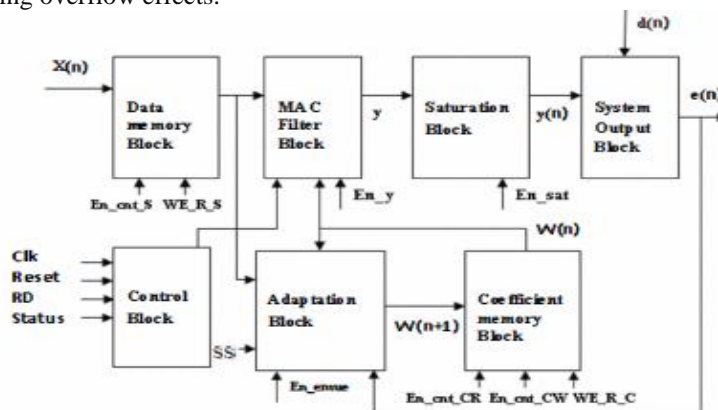 ing overflow effects.
d(n)
X(n)
e(n)
Data
memory
Block
MAC
Filter
Block
y
Saturation
Block
y(n)
System
Output
Block
En_cnt_S WE_R_S
En_y
En_sat
W(n)
Clk
Reset
RD
Status
Control
Block
SS
Adaptation
Block
W(n+1)
Coefficient
memory
Block
En_cnt_CR En_cnt_CW WE_R_C